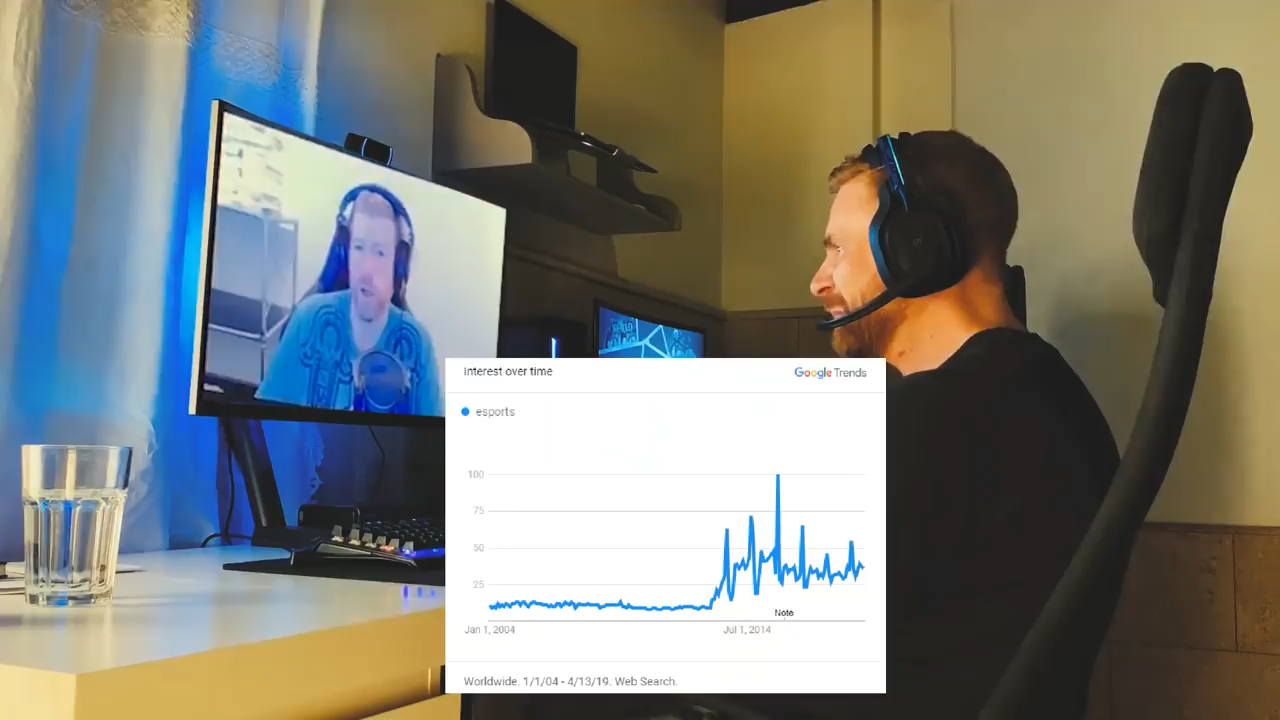 Interest over time
Google Trends
esports
100
75
50
25
Note
Jan 1, 2004
Jul 1, 2014
Worldwide. 1/1/04 - 4/13/19. Web Search.